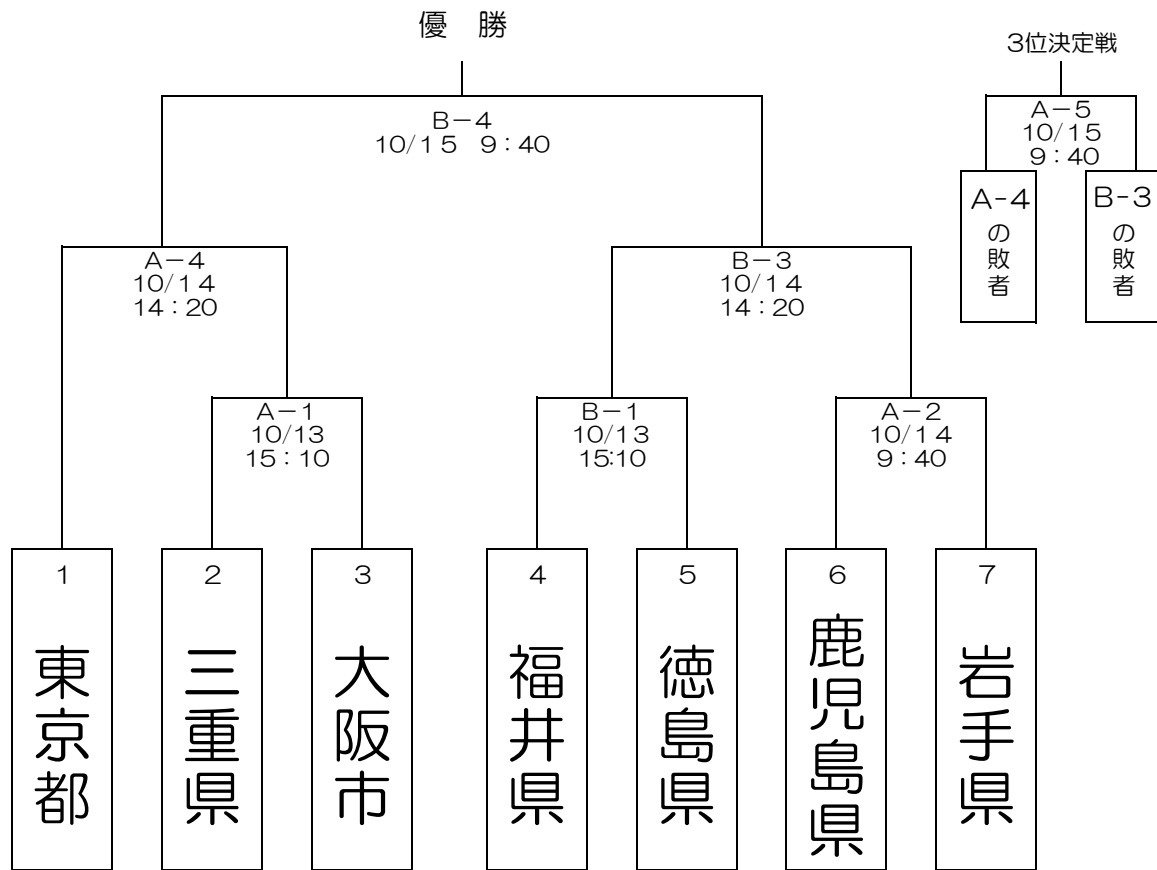 優　勝
3位決定戦
B－4
10/15 9：40
A－5
10/15
9：40
A-4の敗者
B-3の敗者
A－4
10/14
14：20
B－3
10/14
14：20
A－1
10/13
15：10
B－1
10/13
15:10
A－2
10/14
9：40
1
東京都
2
三重県
3
大阪市
4
福井県
5
徳島県
6
鹿児島県
7
岩手県